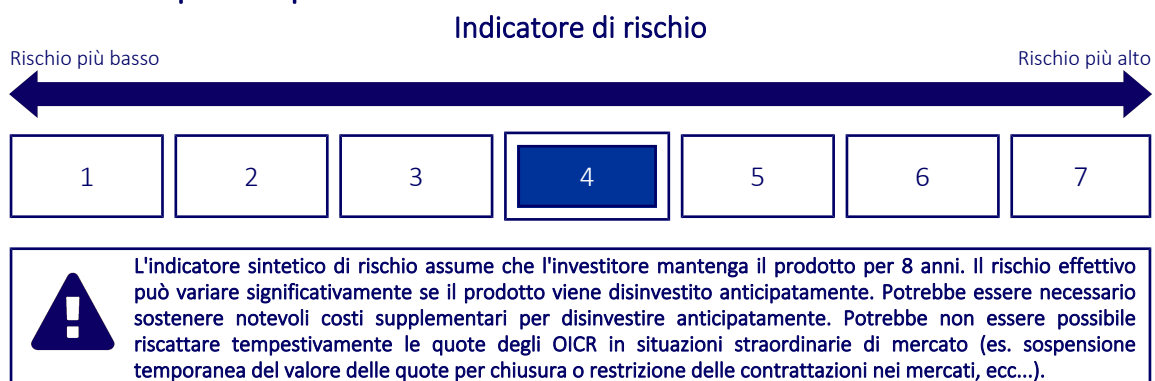 Indicatore di rischio
Rischio più basso Rischio più alto
1 2 3 4 5 6 7
L'indicatore sintetico di rischio assume che l'investitore mantenga il prodotto per 8 anni. Il rischio effettivo
può variare significativamente se il prodotto viene disinvestito anticipatamente. Potrebbe essere necessario
sostenere notevoli costi supplementari per disinvestire anticipatamente. Potrebbe non essere possibile
riscattare tempestivamente le quote degli OICR in situazioni straordinarie di mercato (es. sospensione
temporanea del valore delle quote per chiusura o restrizione delle contrattazioni nei mercati, ecc...).